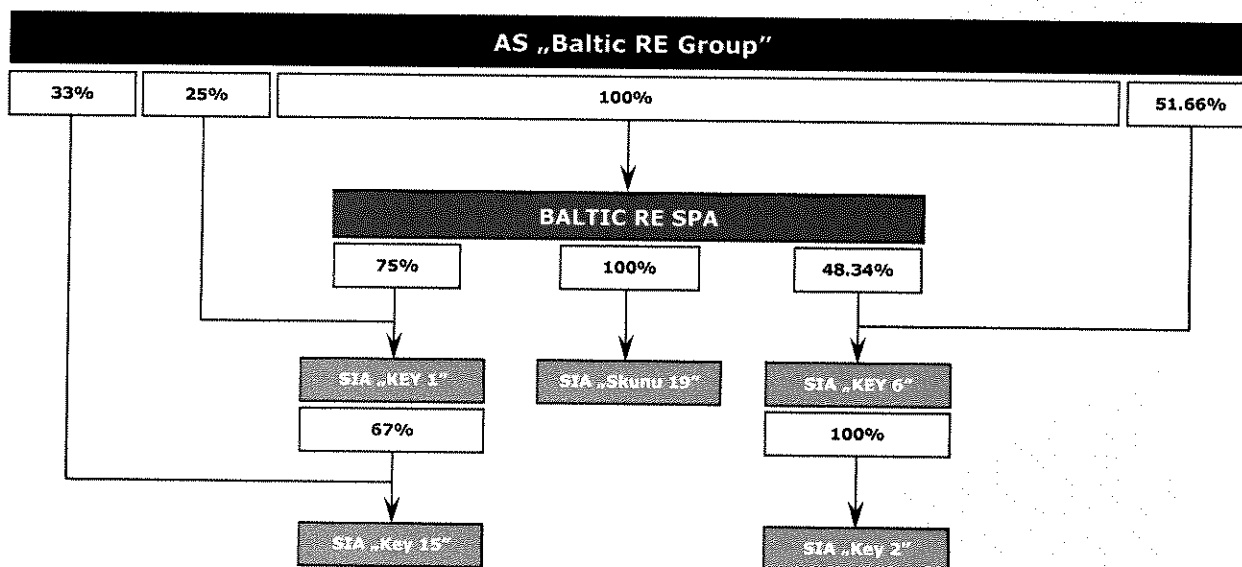 AS „Baltic RE Group”
33% 25% 100% 51.66%
BALTIC RE SPA
75% 100% 48.34%
SIA „KEY 1” SIA „Skunu 19” SIA „KEY 6”
67% 100%
SIA „Key 15” SIA „Key 2”